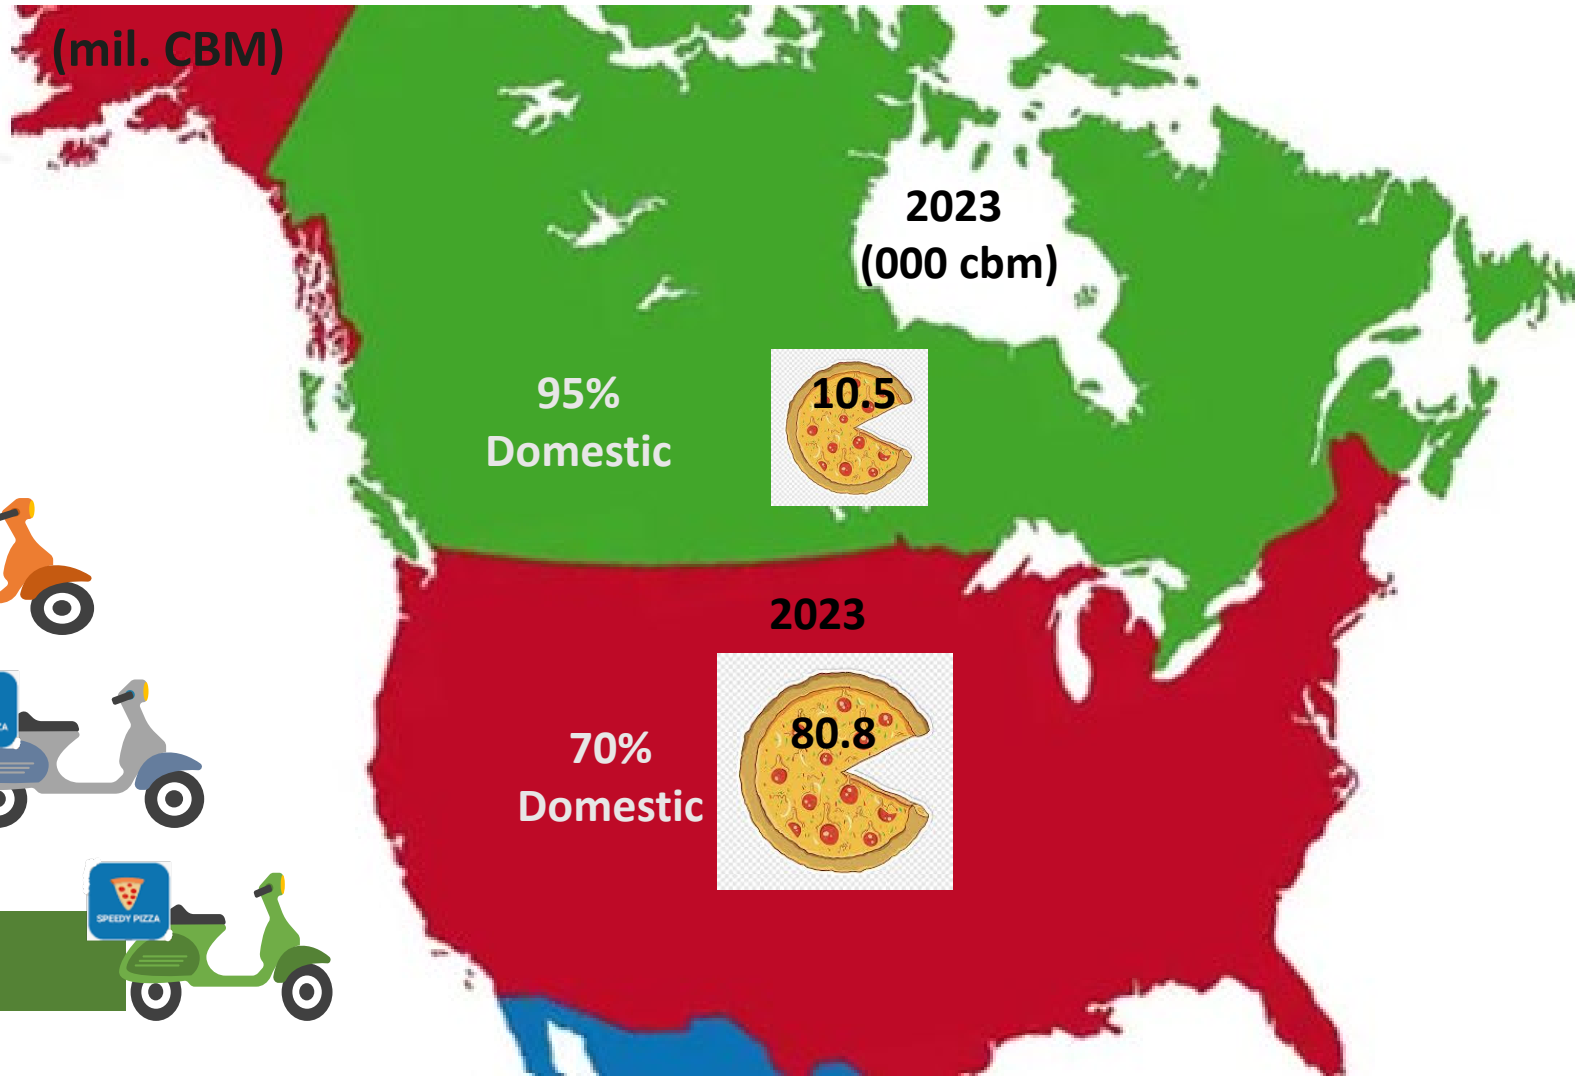 (mil. CBM)
2023
(000 cbm)
95%
Domestic
10.5
2023
80.8
70%
Domestic
SPEEDY PIZZA